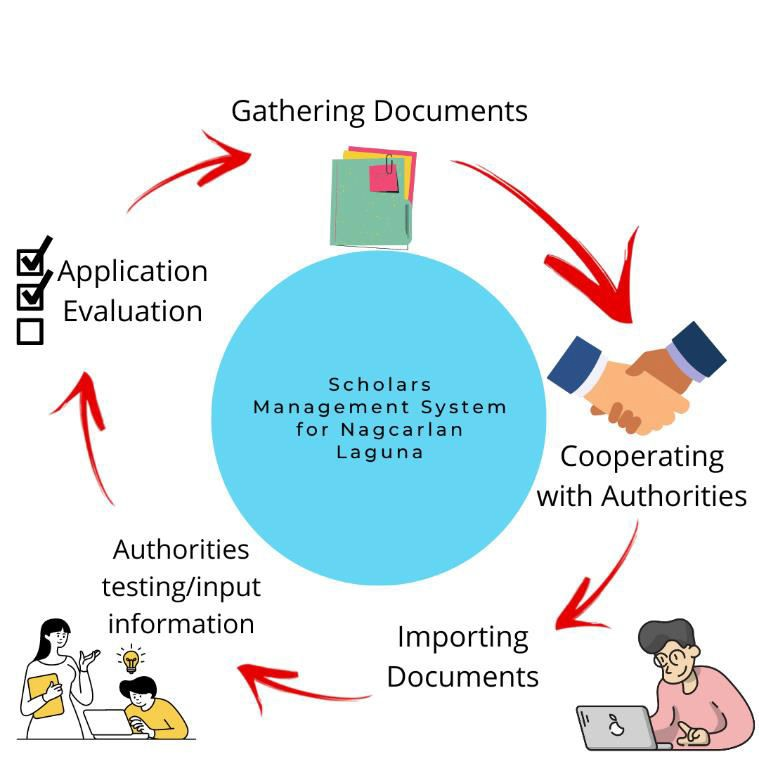 Gathering Documents
Application
Evaluation
Scholars
Management System
for Nagcarlan
Laguna
Cooperating
with Authorities
Authorities
testing/input
information
Importing
Documents